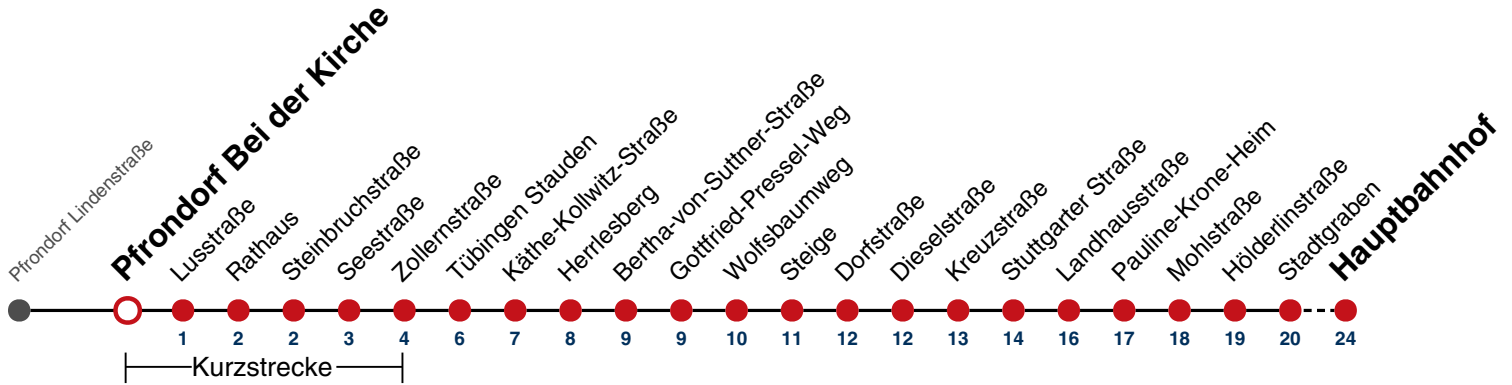 Pfrondorf Lindenstraße
Pfrondorf Bei der Kirche
Lusstraße
Rathaus
Steinbruchstraße
Seestraße
Zollernstraße
Tübingen Stauden
Käthe-Kollwitz-Straße
Herrlesberg
Bertha-von-Suttner-Straße
Gottfried-Pressel-Weg
Wolfsbaumweg
Steige
Dorfstraße
Dieselstraße
Kreuzstraße
Stuttgarter Straße
Landhausstraße
Pauline-Krone-Heim
Mohlstraße
Hölderlinstraße
Stadtgraben
Hauptbahnhof
1 2 2 3 4 6 7 8 9 9 10 11 12 12 13 14 16 17 18 19 20 24
Kurzstrecke